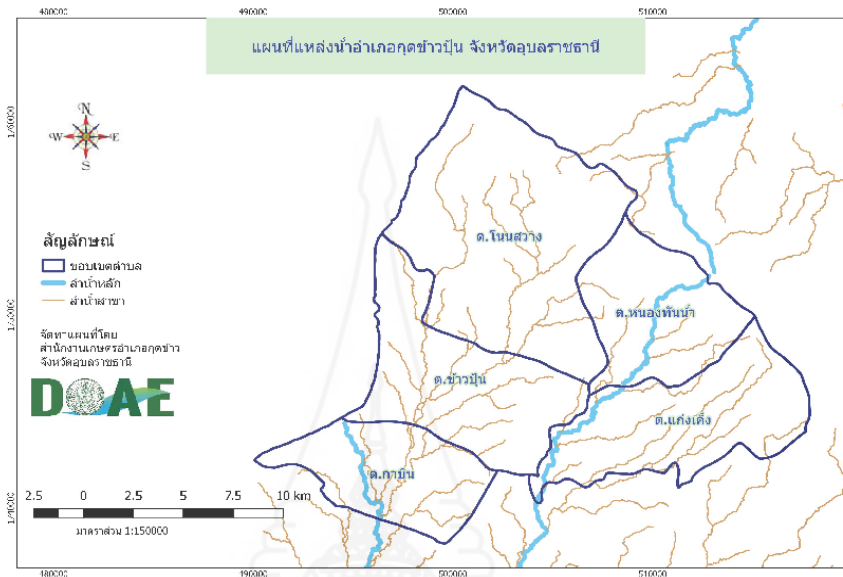 480000 490000 500000 510000
แผนที่แหล่งน้ำอำเภอกุดข้าวปุ้น จังหวัดอุบลราชธานี
N
W E
S
สัญลักษณ์
ขอบเขตตำบล
ลำน้ำหลัก
ลำน้ำสาขา
จัดทำแผนที่โดย
สำนักงานเกษตรอำเภอกุดข้าว
จังหวัดอุบลราชธานี
DOAE
ต.โนนสวาง
ต.หนองทันน้ำ
ต.ข้าวปุ้น
ต.แก่งเค็ง
ต.กาบิน
2.5 0 2.5 5 7.5 10 km
มาตราส่วน 1:150000
480000 490000 500000 510000